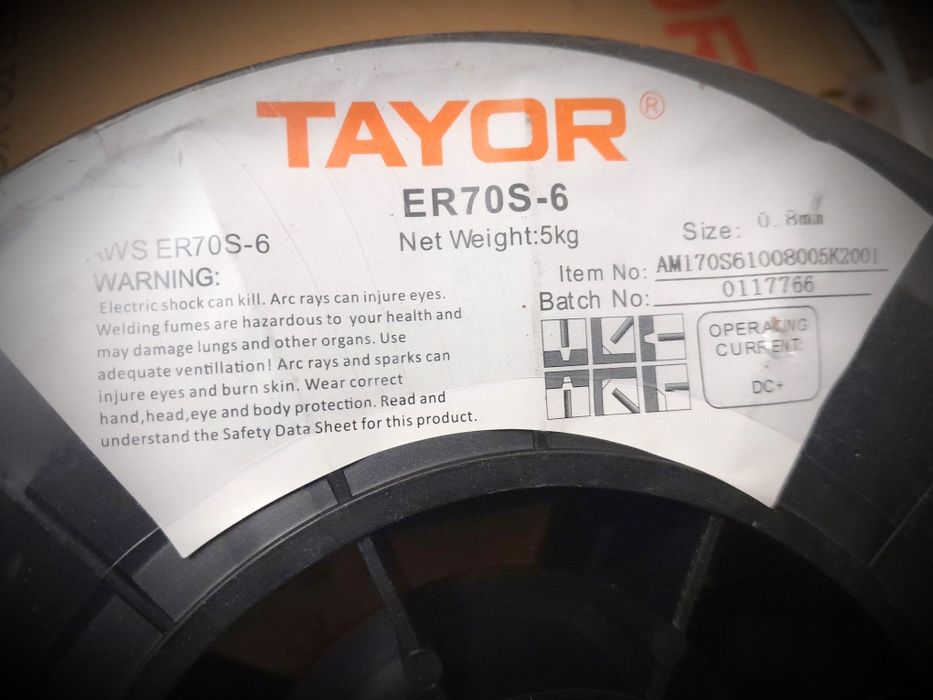 TAYOR®
ER70S-6
Net Weight:5kg
AWS ER70S-6
WARNING:
Electric shock can kill. Arc rays can injure eyes.
Welding fumes are hazardous to your health and
may damage lungs and other organs. Use
adequate ventillation! Arc rays and sparks can
injure eyes and burn skin. Wear correct
hand,head,eye and body protection. Read and
understand the Safety Data Sheet for this product.
Size: 0.8mm
Item No: AM170S61008005K2001
Batch No: 0117766
OPERATING
CURRENT:
DC+